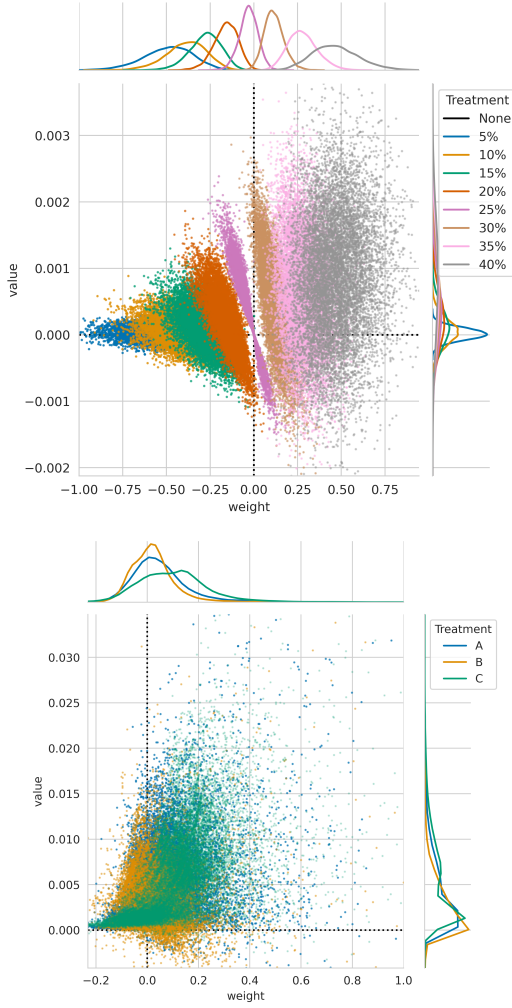 Treatment
None
5%
10%
15%
20%
25%
30%
35%
40%
0.003
0.002
0.001
0.000
−0.001
−0.002
value
−1.00 −0.75 −0.50 −0.25 0.00 0.25 0.50 0.75
weight
Treatment
A
B
C
0.030
0.025
0.020
0.015
0.010
0.005
0.000
value
−0.2 0.0 0.2 0.4 0.6 0.8 1.0
weight